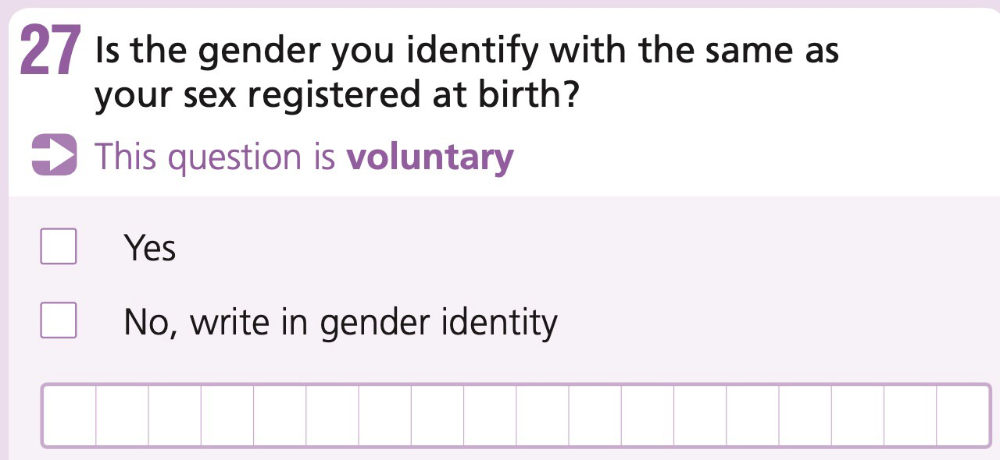 27 Is the gender you identify with the same as
your sex registered at birth?
This question is voluntary
Yes
No, write in gender identity